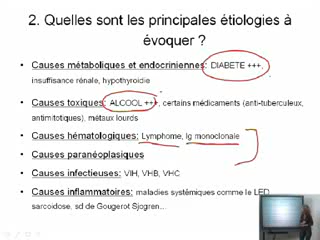 2. Quelles sont les principales étiologies à
évoquer ?
• Causes métaboliques et endocriniennes: DIABETE +++,
insuffisance rénale, hypothyroidie
• Causes toxiques: ALCOOL +++, certains médicaments (anti-tuberculeux,
antimitotiques), métaux lourds
• Causes hématologiques: Lymphome, Ig monoclonale
• Causes paranéoplasiques
• Causes infectieuses: VIH, VHB, VHC
• Causes inflammatoires: maladies systémiques comme le LED,
sarcoidose, sd de Gougerot Sjogren...